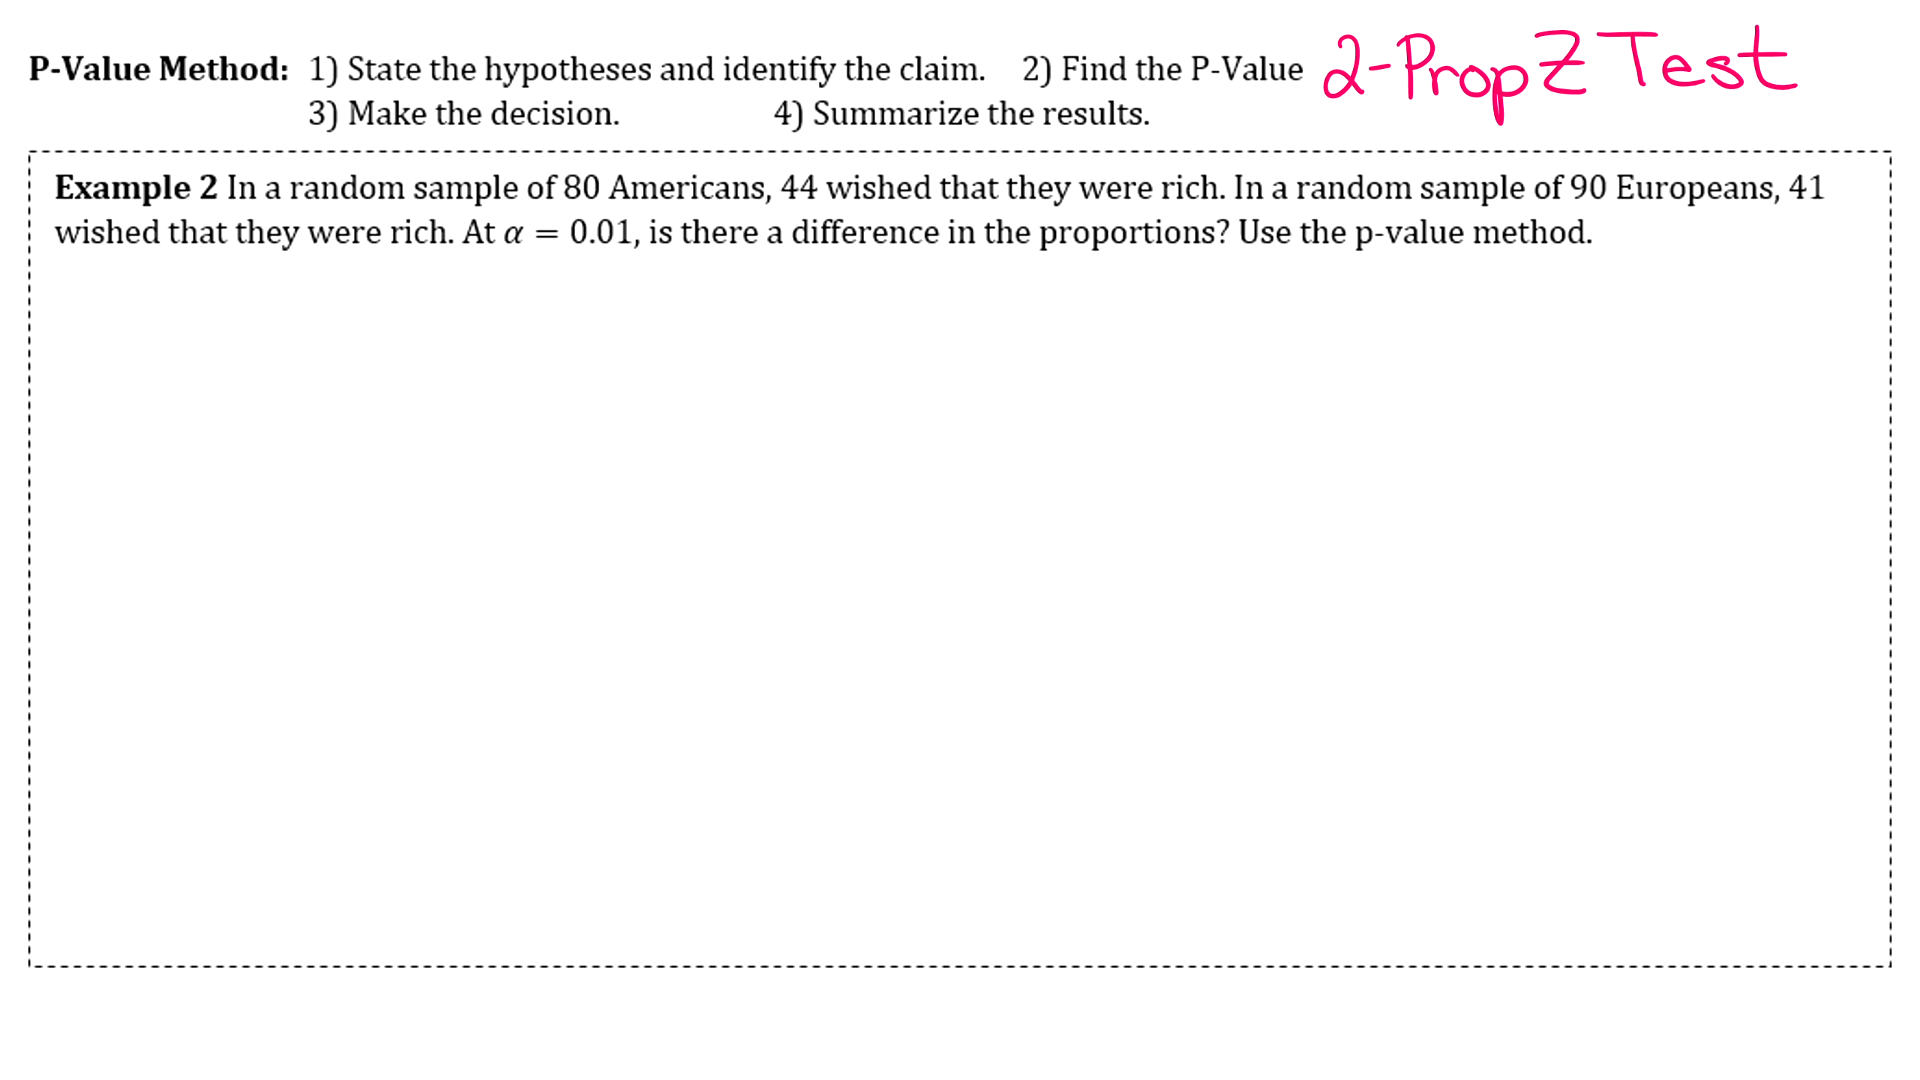 P-Value Method: 1) State the hypotheses and identify the claim. 2) Find the P-Value 2-PropZTest
3) Make the decision. 4) Summarize the results.
Example 2 In a random sample of 80 Americans, 44 wished that they were rich. In a random sample of 90 Europeans, 41
wished that they were rich. At α = 0.01, is there a difference in the proportions? Use the p-value method.